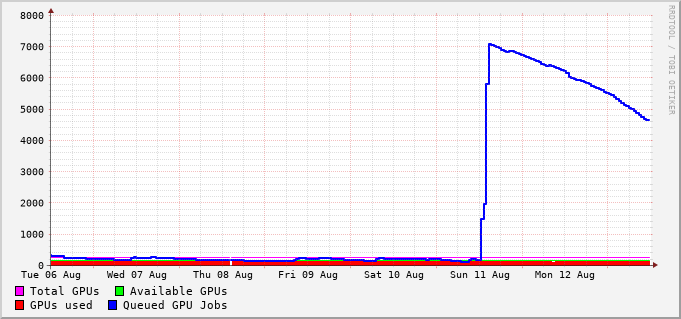 8000
7000
6000
5000
4000
3000
2000
1000
0
Tue 06 Aug Wed 07 Aug Thu 08 Aug Fri 09 Aug Sat 10 Aug Sun 11 Aug Mon 12 Aug
Total GPUs Available GPUs
GPUs used Queued GPU Jobs
RRDTOOL / TOBI OETIKER